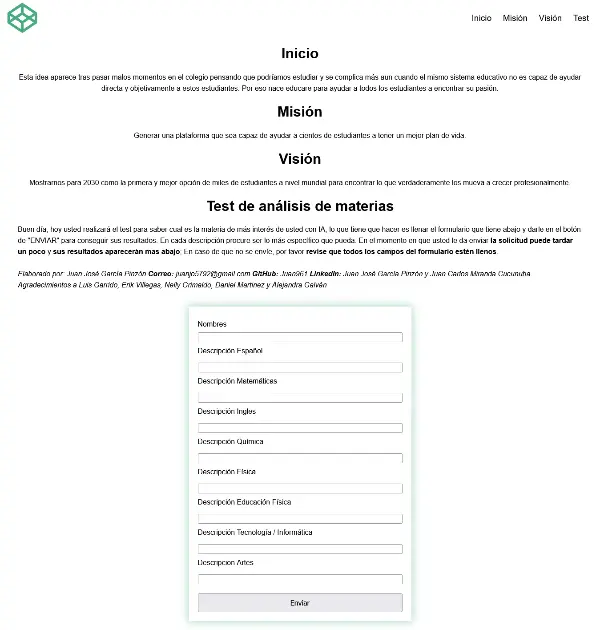 Inicio Misión Visión Test
Inicio
Esta idea aparece tras pasar malos momentos en el colegio pensando que podríamos estudiar y se complica más aun cuando el mismo sistema educativo no es capaz de ayudar
directa y objetivamente a estos estudiantes. Por eso nace educare para ayudar a todos los estudiantes a encontrar su pasión.
Misión
Generar una plataforma que sea capaz de ayudar a cientos de estudiantes a tener un mejor plan de vida.
Visión
Mostrarnos para 2030 como la primera y mejor opción de miles de estudiantes a nivel mundial para encontrar lo que verdaderamente los mueva a crecer profesionalmente.
Test de análisis de materias
Buen día, hoy usted realizará el test para saber cual es la materia de más interés de usted con IA, lo que tiene que hacer es llenar el formulario que tiene abajo y darle en el botón
de "ENVIAR" para conseguir sus resultados. En cada descripción procure ser lo más específico que pueda. En el momento en que usted le da enviar la solicitud puede tardar
un poco y sus resultados aparecerán mas abajo. En caso de que no se envíe, por favor revise que todos los campos del formulario estén llenos.
Elaborado por: Juan José García Pinzón Correo: juanjo5792@gmail.com GitHub: Juan961 Linkedin: Juan José García Pinzón y Juan Carlos Miranda Cucunuba
Agradecimientos a Luis Garrido, Erik Villegas, Nelly Grimaldo, Daniel Martinez y Alejandra Galván
Nombres
Descripción Español
Descripción Matemáticas
Descripción Ingles
Descripción Química
Descripción Física
Descripción Educación Física
Descripción Tecnología / Informática
Descripcion Artes
Enviar